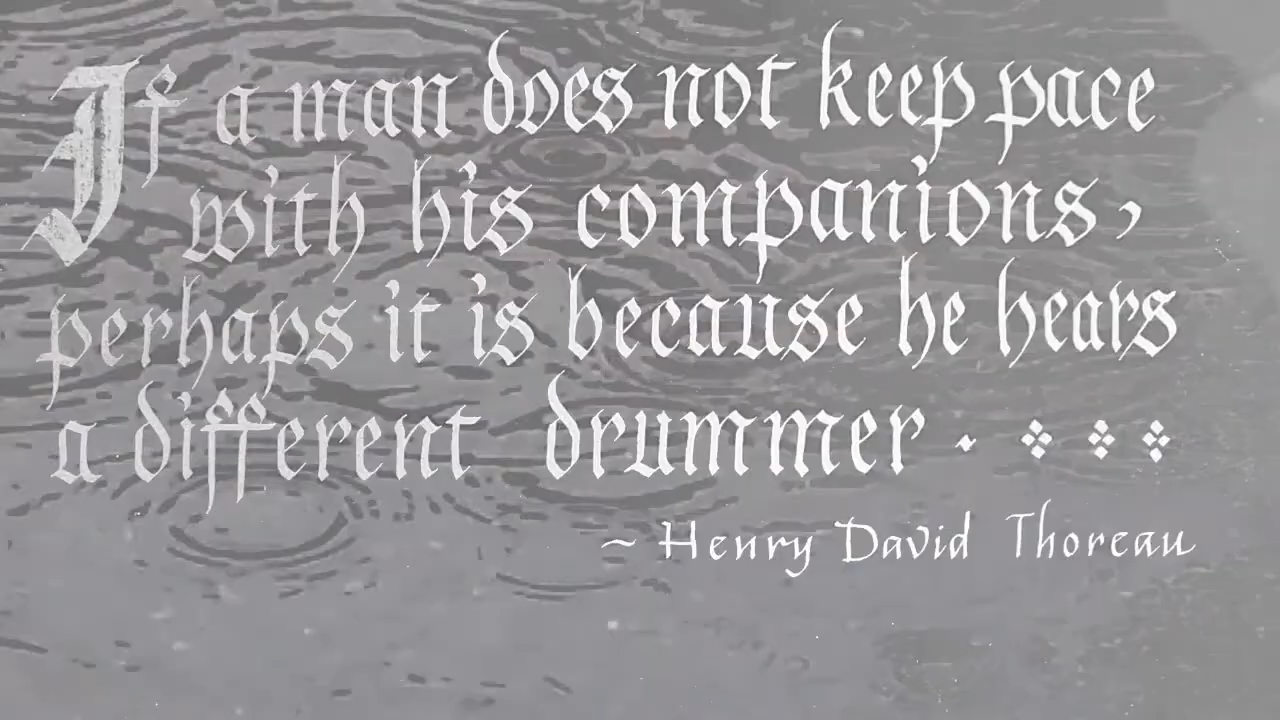 If a man does not keep pace
with his companions,
perhaps it is because he hears
a different drummer.
~ Henry David Thoreau